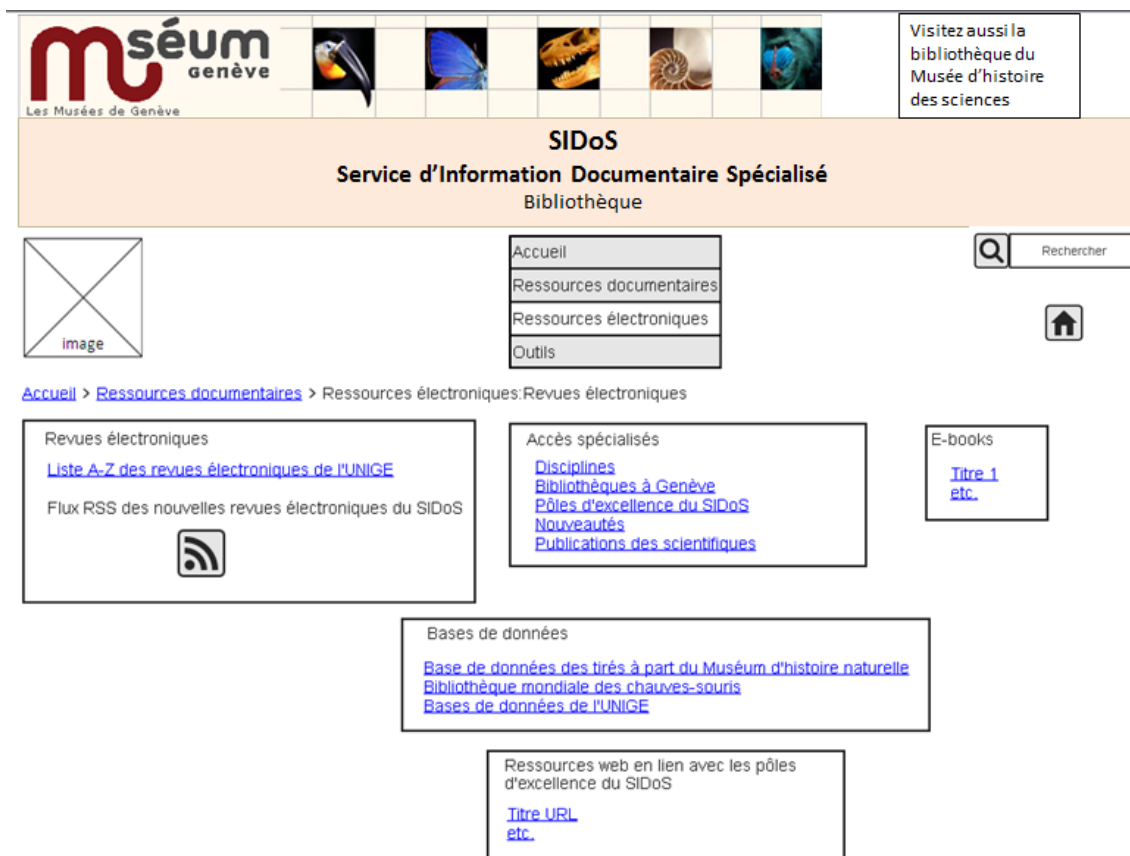 muséum
genève
Les Musées de Genève
Visitez aussi la
bibliothèque du
Musée d'histoire
des sciences
SIDoS
Service d'Information Documentaire Spécialisé
Bibliothèque
image
Accueil
Ressources documentaires
Ressources électroniques
Outils
Rechercher
Accueil > Ressources documentaires > Ressources électroniques:Revues électroniques
Revues électroniques
Liste A-Z des revues électroniques de l'UNIGE
Flux RSS des nouvelles revues électroniques du SIDoS
Accès spécialisés
Disciplines
Bibliothèques à Genève
Pôles d'excellence du SIDoS
Nouveautés
Publications des scientifiques
E-books
Titre 1
etc.
Bases de données
Base de données des tirés à part du Muséum d'histoire naturelle
Bibliothèque mondiale des chauves-souris
Bases de données de l'UNIGE
Ressources web en lien avec les pôles
d'excellence du SIDoS
Titre URL
etc.